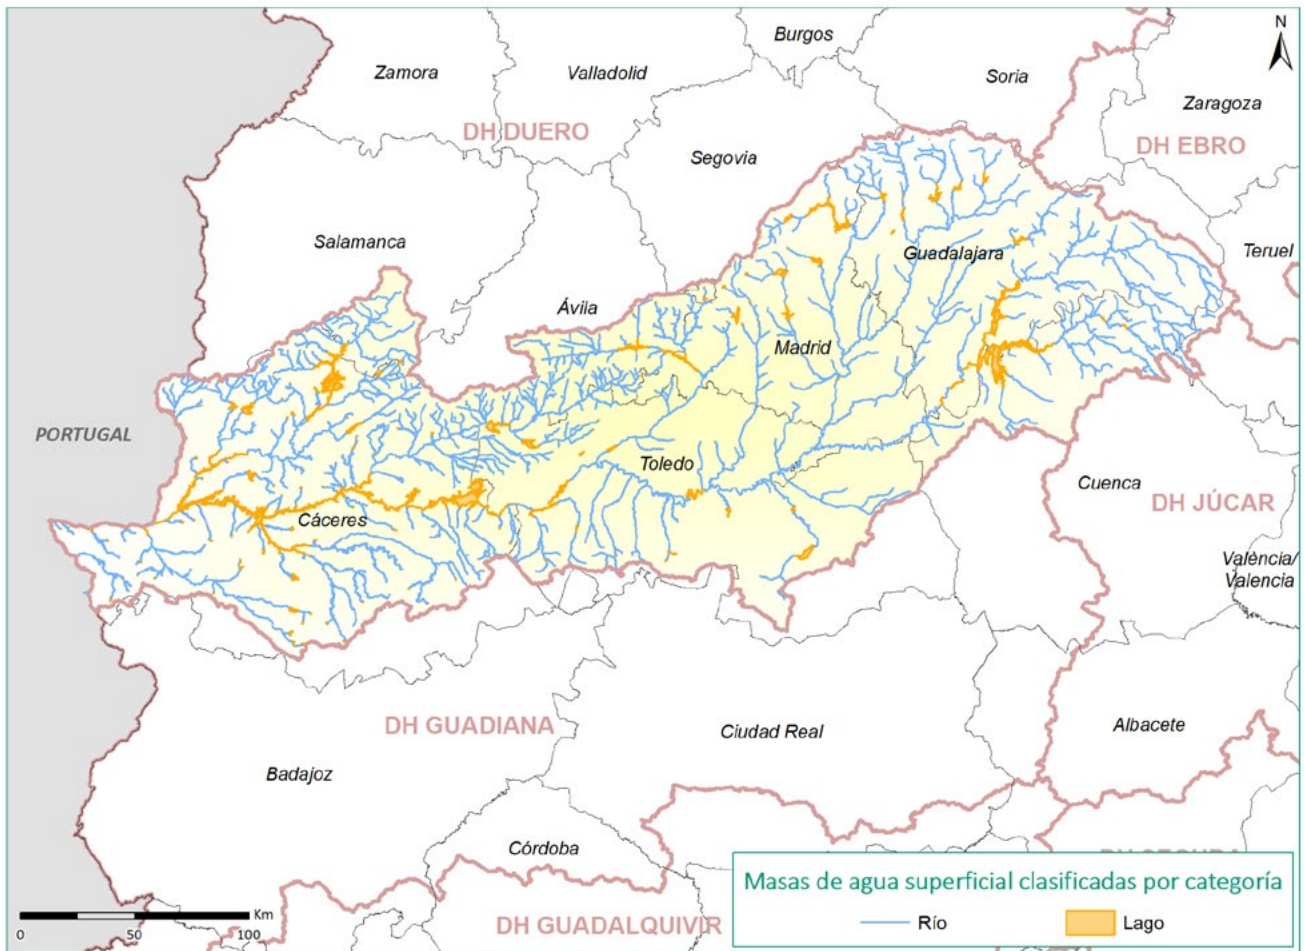 Burgos
N
Zamora
Valladolid
Soria
Zaragoza
DH DUERO
DH EBRO
Segovia
Salamanca
Guadalajara
Teruel
Ávila
Madrid
PORTUGAL
Toledo
Cuenca
DH JÚCAR
Cáceres
València/
Valencia
DH GUADIANA
Ciudad Real
Albacete
Badajoz
Córdoba
Masas de agua superficial clasificadas por categoría
Río
Lago
Km
0
50
100
DH GUADALQUIVIR